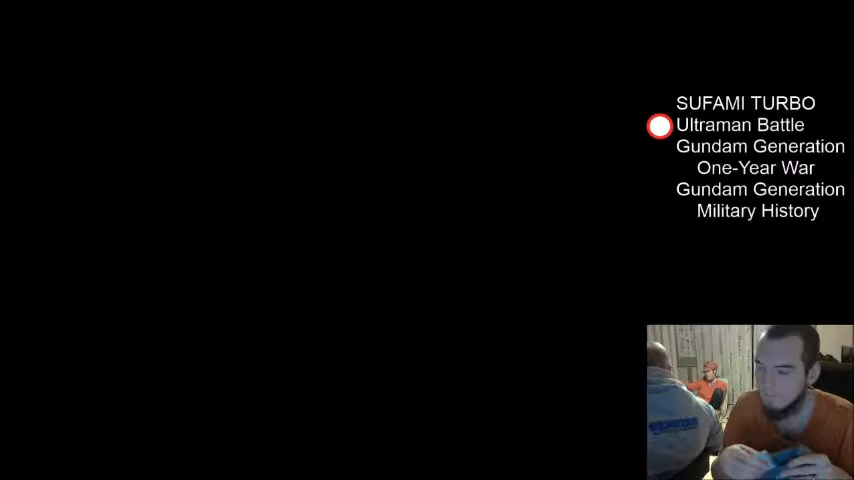 SUFAMI TURBO
Ultraman Battle
Gundam Generation
One-Year War
Gundam Generation
Military History